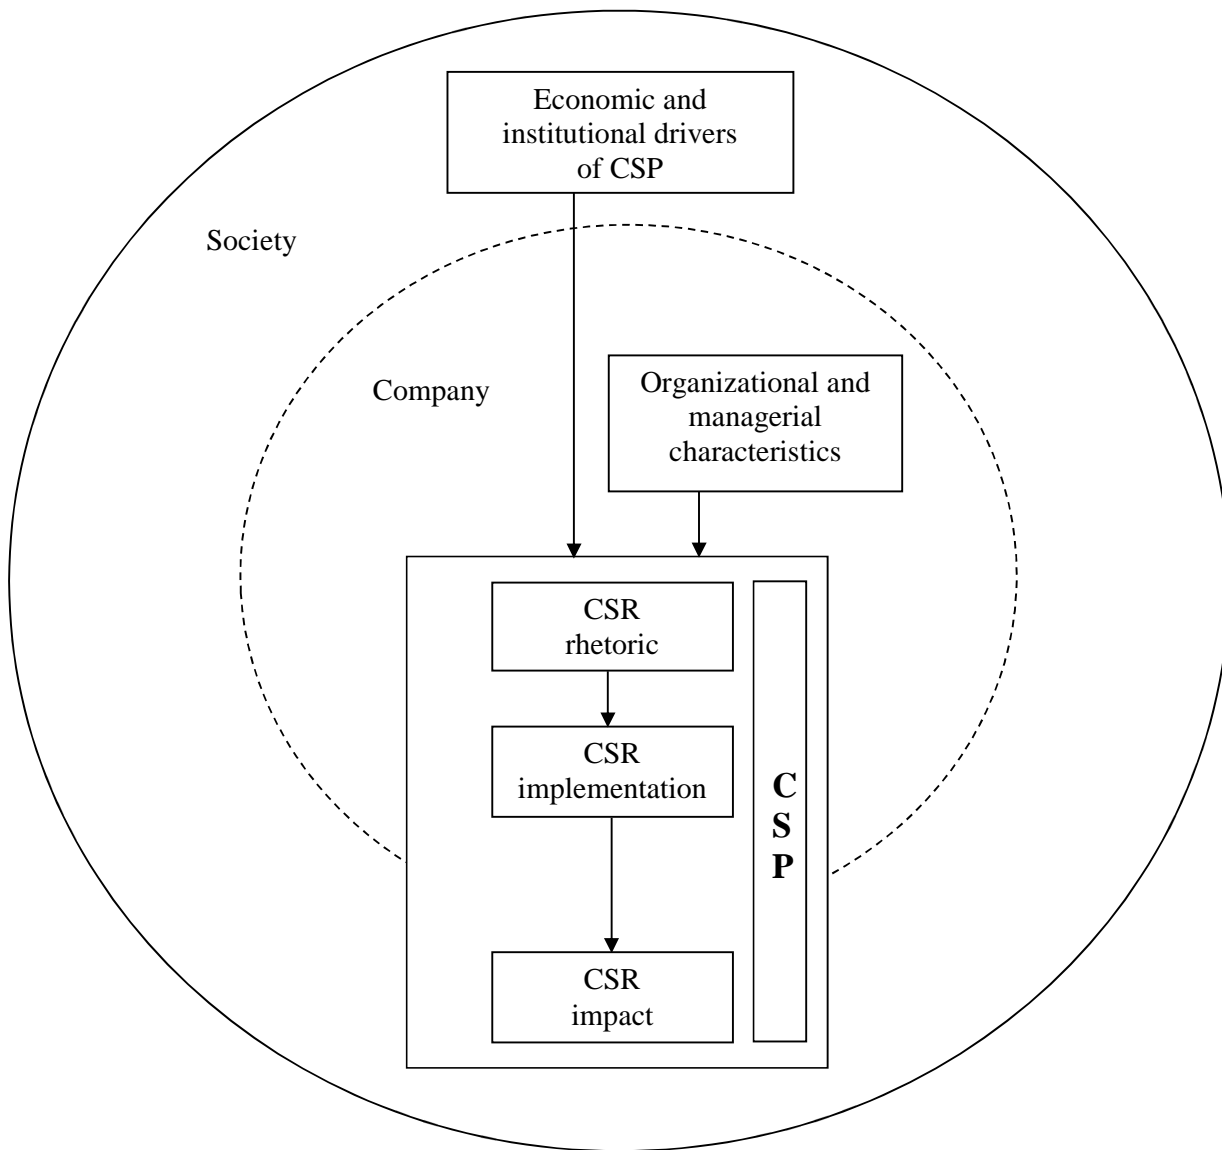 Economic and
institutional drivers
of CSP
Society
Company
Organizational and
managerial
characteristics
CSR
rhetoric
CSR
implementation
C
S
P
CSR
impact